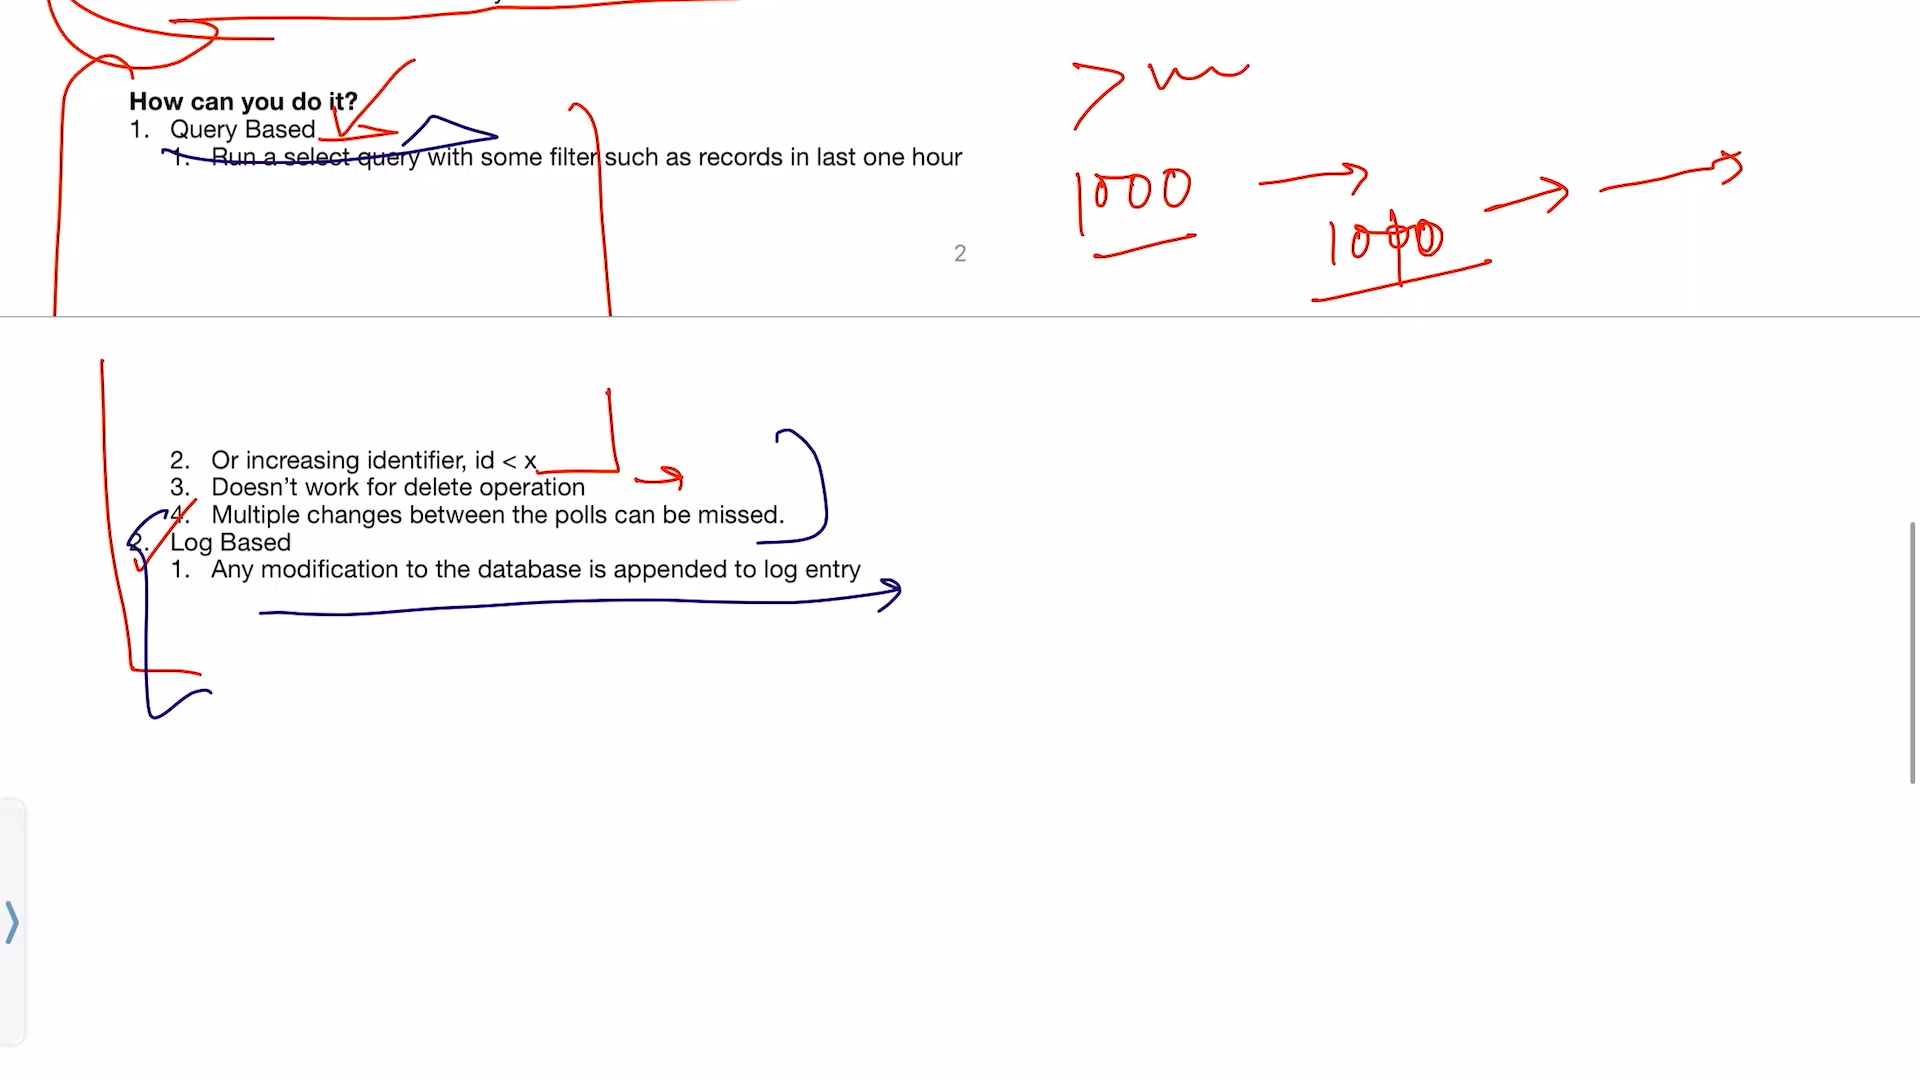 How can you do it?
1. Query Based
1. Run a select query with some filter such as records in last one hour
1000
1000
2
2. Or increasing identifier, id < x
3. Doesn't work for delete operation
4. Multiple changes between the polls can be missed.
2. Log Based
1. Any modification to the database is appended to log entry